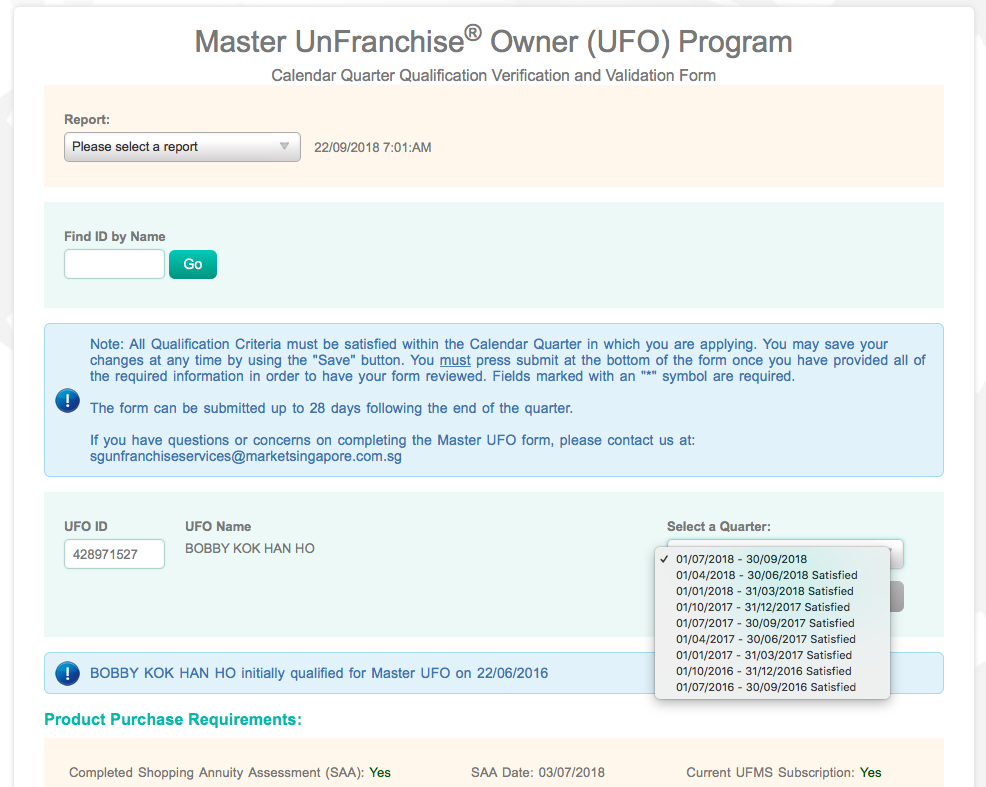 Master UnFranchise® Owner (UFO) Program
Calendar Quarter Qualification Verification and Validation Form
Report:
Please select a report
22/09/2018 7:01:AM
Find ID by Name
Go
Note: All Qualification Criteria must be satisfied within the Calendar Quarter in which you are applying. You may save your
changes at any time by using the "Save" button. You must press submit at the bottom of the form once you have provided all of
the required information in order to have your form reviewed. Fields marked with an "*" symbol are required.
The form can be submitted up to 28 days following the end of the quarter.
If you have questions or concerns on completing the Master UFO form, please contact us at:
sgunfranchiseservices@marketsingapore.com.sg
UFO ID
UFO Name
Select a Quarter:
428971527
BOBBY KOK HAN HO
✓ 01/07/2018 - 30/09/2018
01/04/2018 - 30/06/2018 Satisfied
01/01/2018 - 31/03/2018 Satisfied
01/10/2017 - 31/12/2017 Satisfied
01/07/2017 - 30/09/2017 Satisfied
01/04/2017 - 30/06/2017 Satisfied
01/01/2017 - 31/03/2017 Satisfied
01/10/2016 - 31/12/2016 Satisfied
01/07/2016 - 30/09/2016 Satisfied
BOBBY KOK HAN HO initially qualified for Master UFO on 22/06/2016
Product Purchase Requirements:
Completed Shopping Annuity Assessment (SAA): Yes
SAA Date: 03/07/2018
Current UFMS Subscription: Yes